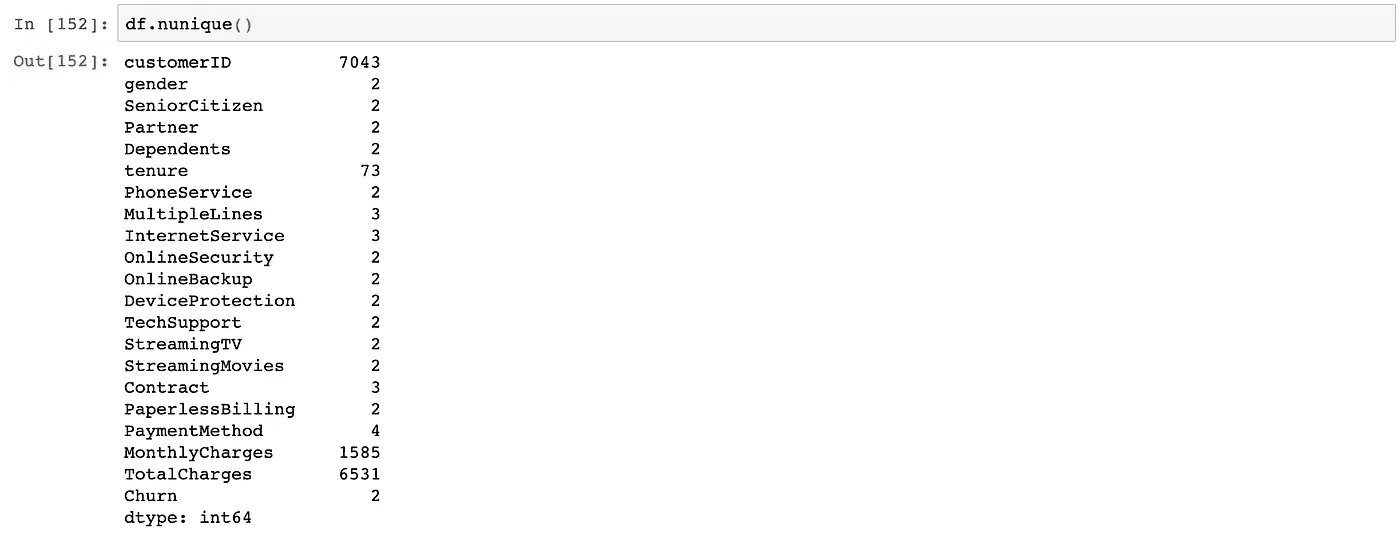 In [152]: df.nunique()
Out[152]: customerID 7043
gender 2
SeniorCitizen 2
Partner 2
Dependents 2
tenure 73
PhoneService 2
MultipleLines 3
InternetService 3
OnlineSecurity 2
OnlineBackup 2
DeviceProtection 2
TechSupport 2
StreamingTV 2
StreamingMovies 2
Contract 3
PaperlessBilling 2
PaymentMethod 4
MonthlyCharges 1585
TotalCharges 6531
Churn 2
dtype: int64